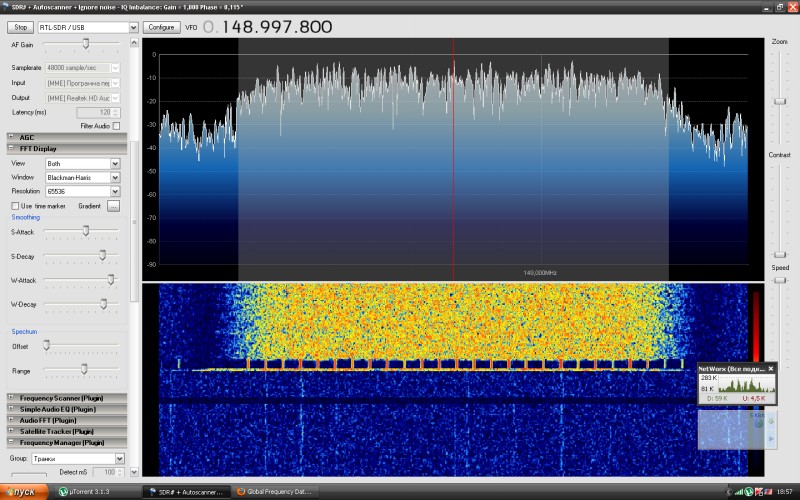 SDR# + Autoscanner + Ignore noise - IQ Imbalance: Gain = 1,000 Phase = 0,115°
Stop RTL-SDR / USB Configure VFO 0.148.997.800
AF Gain
Samplerate 48000 sample/sec
Input [MME] Программа пер
Output [MME] Realtek HD Auc
Latency (ms) 120
Filter Audio
AGC
FFT Display
View Both
Window Blackman-Harris
Resolution 65536
Use time marker Gradient ...
Smoothing
S-Attack
S-Decay
W-Attack
W-Decay
Spectrum
Offset
Range
Frequency Scanner (Plugin)
Simple Audio EQ (Plugin)
Audio FFT (Plugin)
Satellite Tracker (Plugin)
Frequency Manager (Plugin)
Group: Транки
Detect mS 100
0
-10
-20
-30
-40
-50
-60
-70
-80
-90
149,000MHz
Zoom
Contrast
Speed
NetWorx (Все подк...
283 K
81 K
D: 59 K U: 4,5 K
пуск µTorrent 3.1.3 SDR# + Autoscanner... Global Frequency Dat... 18:57